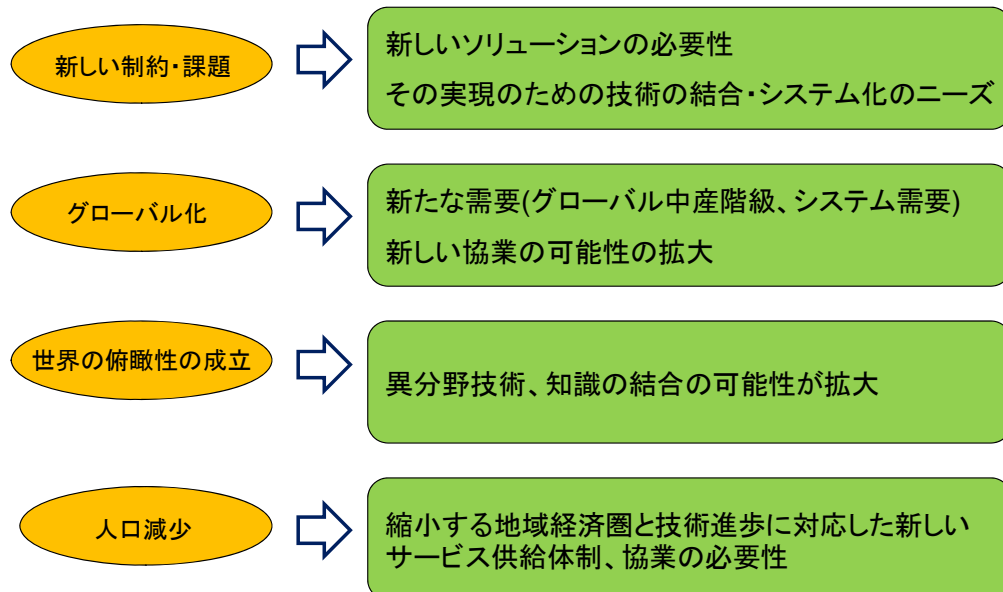 新しい制約・課題
新しいソリューションの必要性
その実現のための技術の結合・システム化のニーズ
グローバル化
新たな需要(グローバル中産階級、システム需要)
新しい協業の可能性の拡大
世界の俯瞰性の成立
異分野技術、知識の結合の可能性が拡大
人口減少
縮小する地域経済圏と技術進歩に対応した新しい
サービス供給体制、協業の必要性